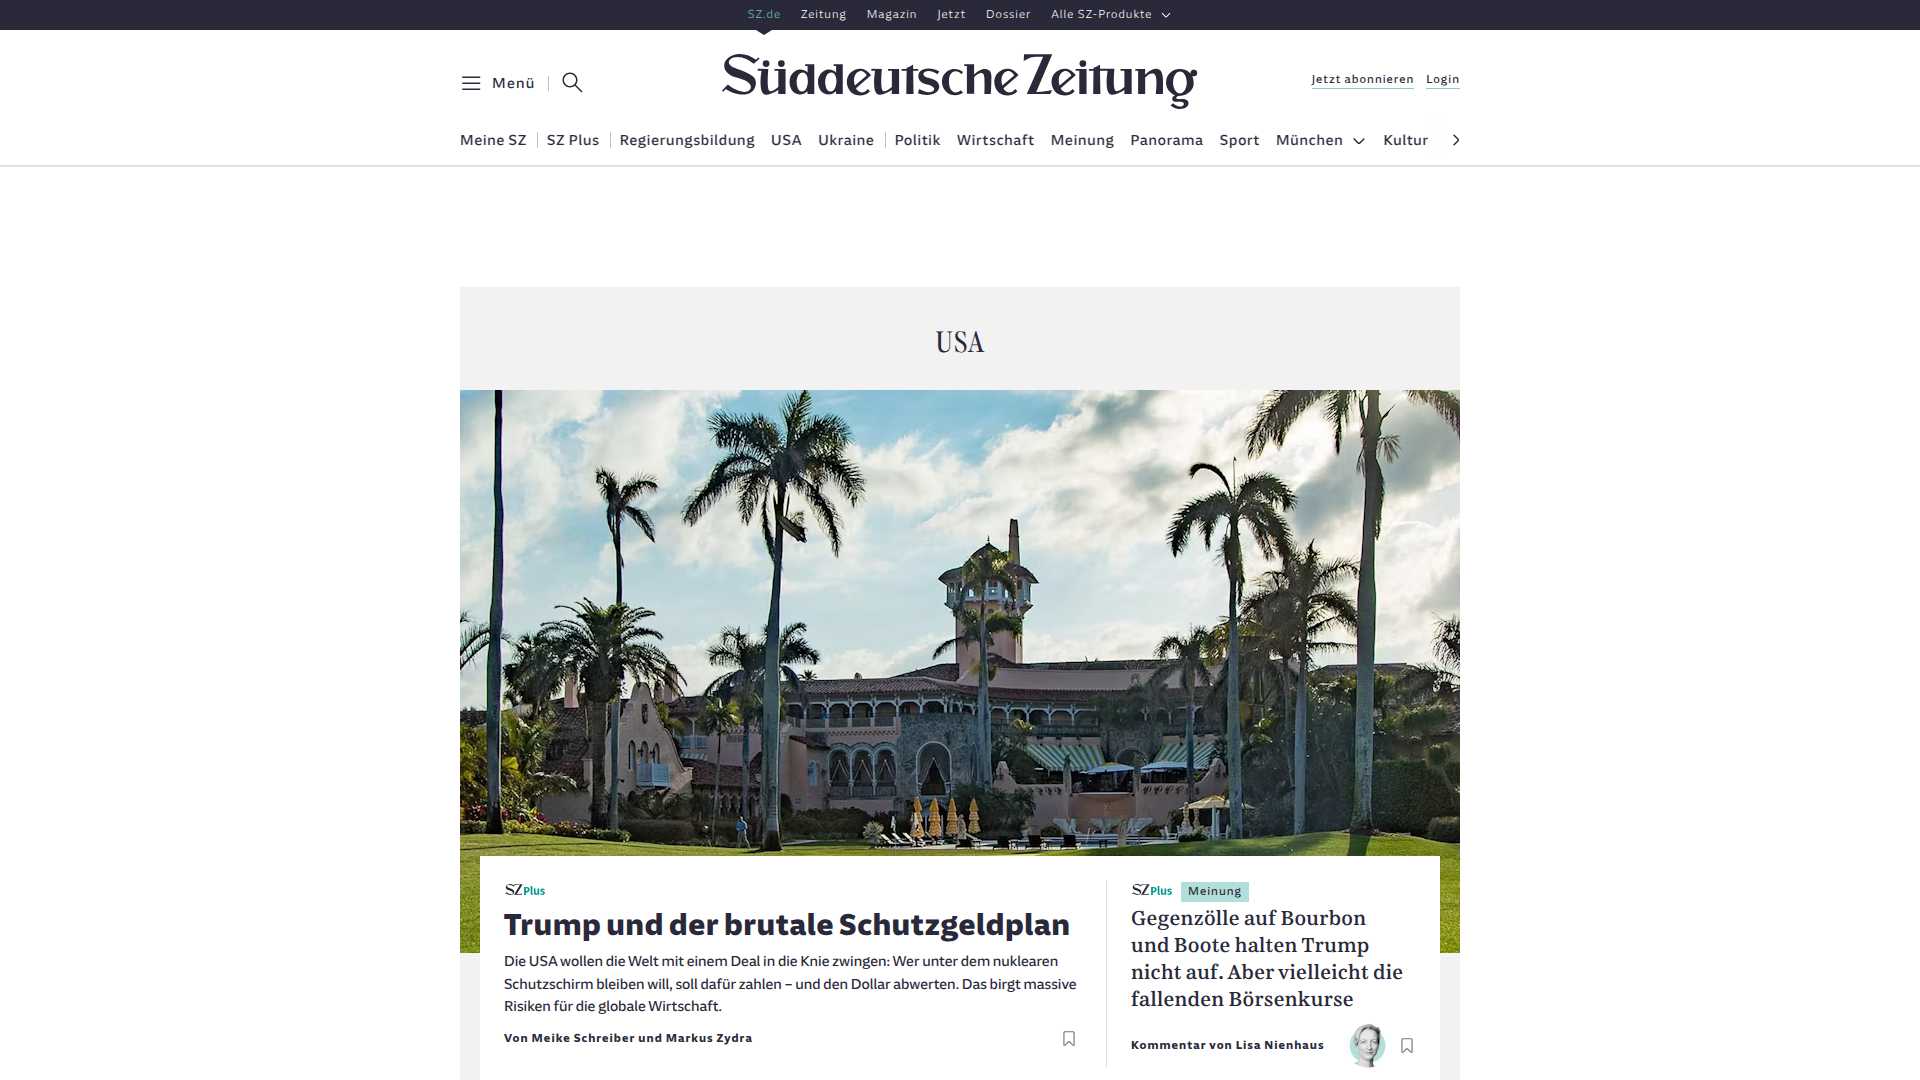 SZ.de Zeitung Magazin Jetzt Dossier Alle SZ-Produkte
Menü
Süddeutsche Zeitung
Jetzt abonnieren Login
Meine SZ SZ Plus Regierungsbildung USA Ukraine Politik Wirtschaft Meinung Panorama Sport München Kultur
USA
SZ Plus
Trump und der brutale Schutzgeldplan
Die USA wollen die Welt mit einem Deal in die Knie zwingen: Wer unter dem nuklearen
Schutzschirm bleiben will, soll dafür zahlen – und den Dollar abwerten. Das birgt massive
Risiken für die globale Wirtschaft.
Von Meike Schreiber und Markus Zydra
SZ Plus Meinung
Gegenzölle auf Bourbon
und Boote halten Trump
nicht auf. Aber vielleicht die
fallenden Börsenkurse
Kommentar von Lisa Nienhaus